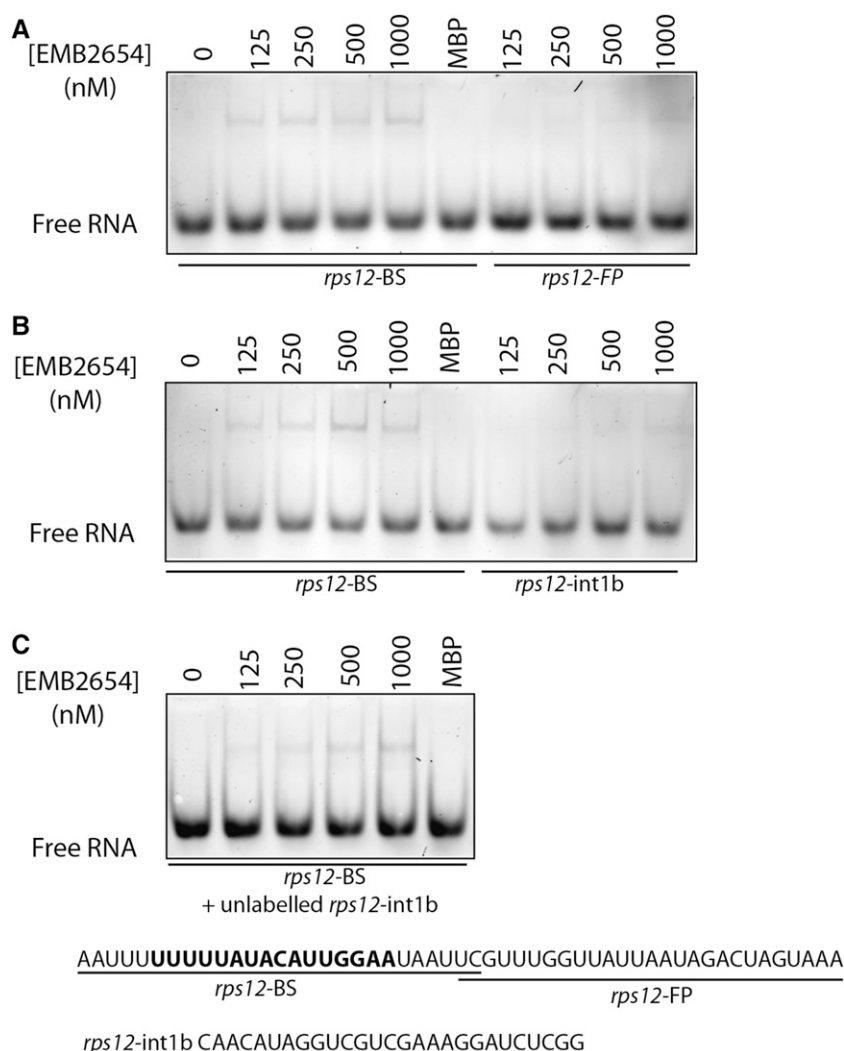 A
[EMB2654]
(nM)
0 125 250 500 1000 MBP 125 250 500 1000
Free RNA
rps12-BS rps12-FP
B
[EMB2654]
(nM)
0 125 250 500 1000 MBP 125 250 500 1000
Free RNA
rps12-BS rps12-int1b
C
[EMB2654]
(nM)
0 125 250 500 1000 MBP
Free RNA
rps12-BS
+ unlabelled rps12-int1b
AAUUUUUUUUAUACAUUGGAAUAAUUCGUUUGGUUAUUAAUAGACUAGUAAA
rps12-BS rps12-FP
rps12-int1b CAACAUAGGUCGUCGAAAGGAUCUCGG